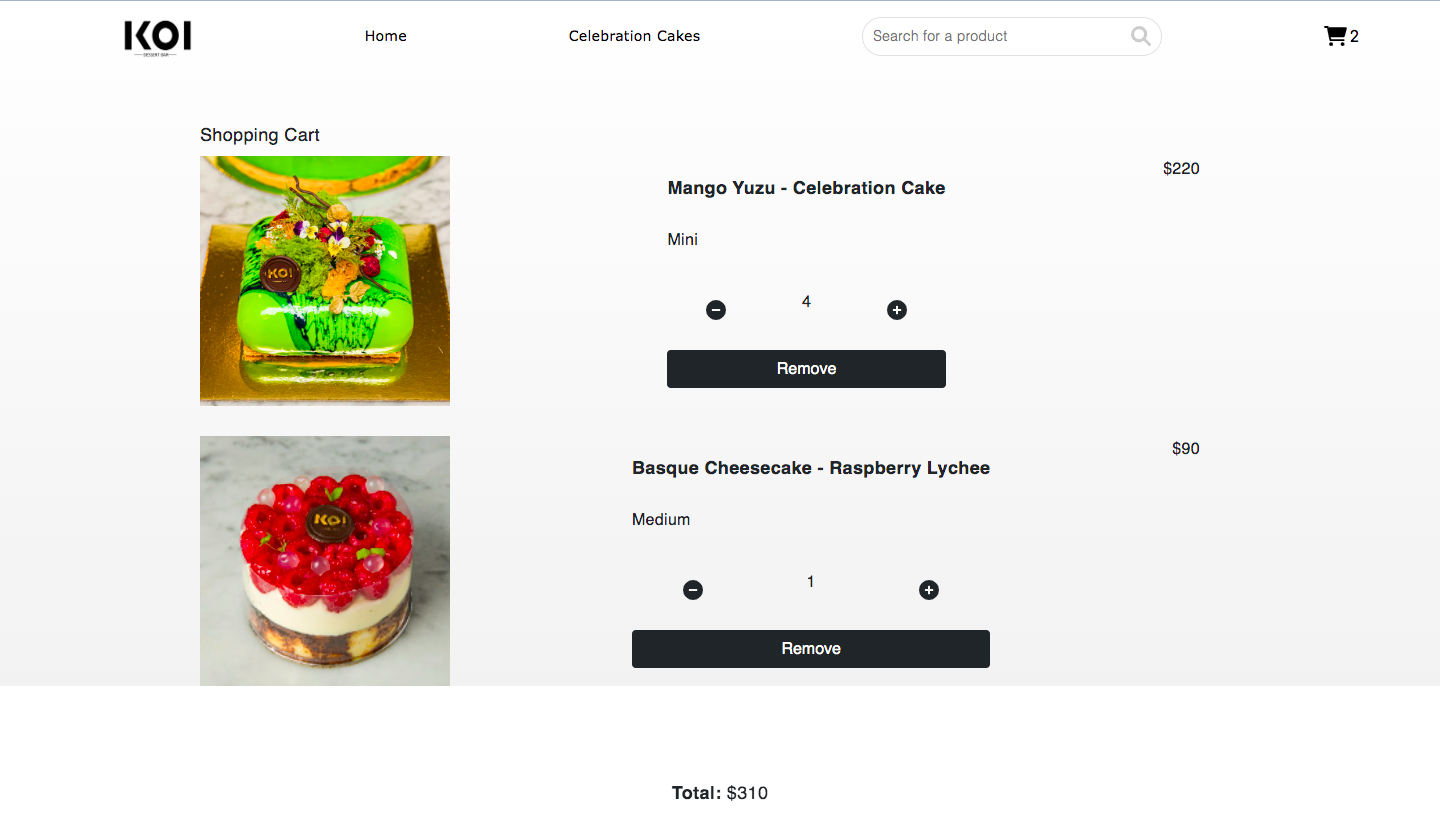 KOI
DESSERT BAR
Home
Celebration Cakes
Search for a product
2
Shopping Cart
KOI
Mango Yuzu - Celebration Cake
$220
Mini
4
Remove
KOI
Basque Cheesecake - Raspberry Lychee
$90
Medium
1
Remove
Total: $310